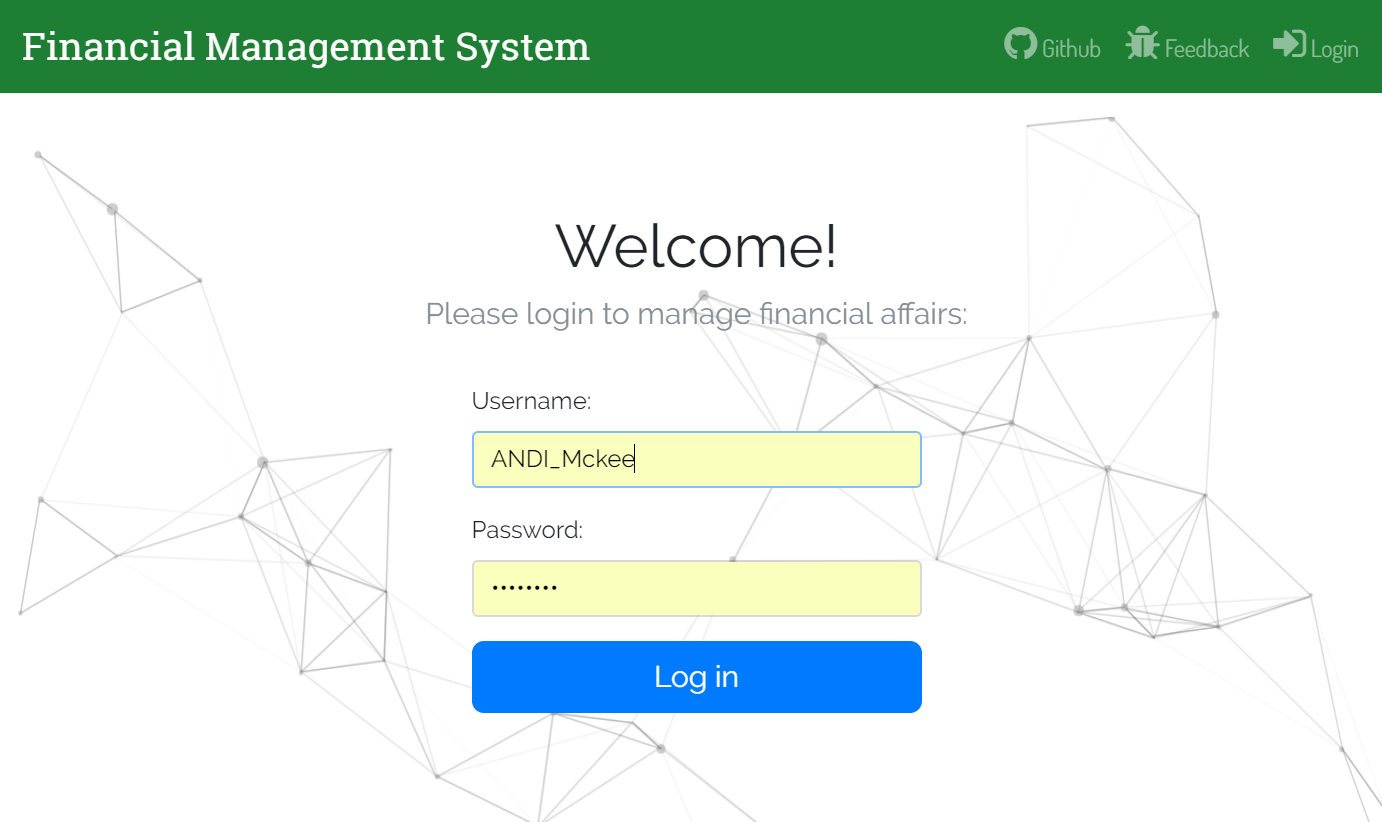 Financial Management System
Github Feedback Login
Welcome!
Please login to manage financial affairs:
Username:
ANDI_Mckee
Password:
••••••••
Log in